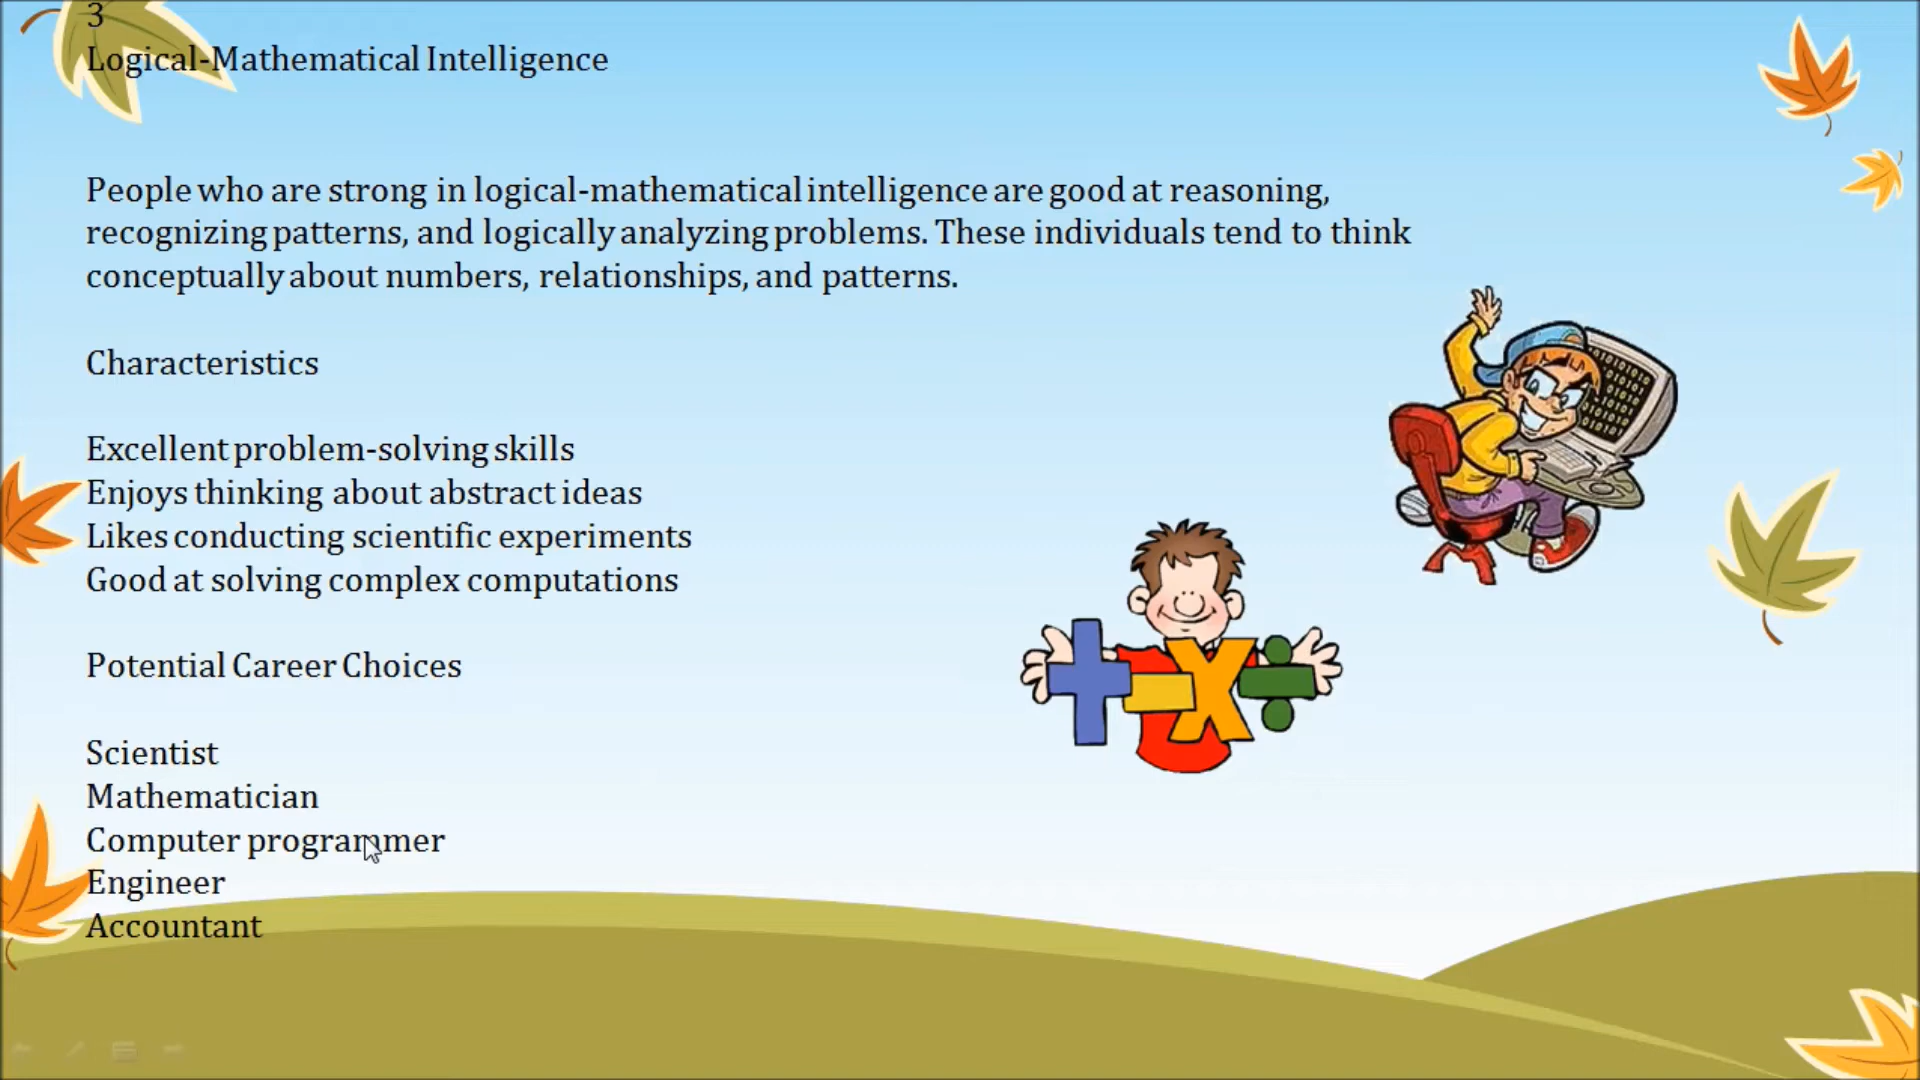 3
Logical-Mathematical Intelligence
People who are strong in logical-mathematical intelligence are good at reasoning,
recognizing patterns, and logically analyzing problems. These individuals tend to think
conceptually about numbers, relationships, and patterns.
Characteristics
Excellent problem-solving skills
Enjoys thinking about abstract ideas
Likes conducting scientific experiments
Good at solving complex computations
Potential Career Choices
Scientist
Mathematician
Computer programmer
Engineer
Accountant